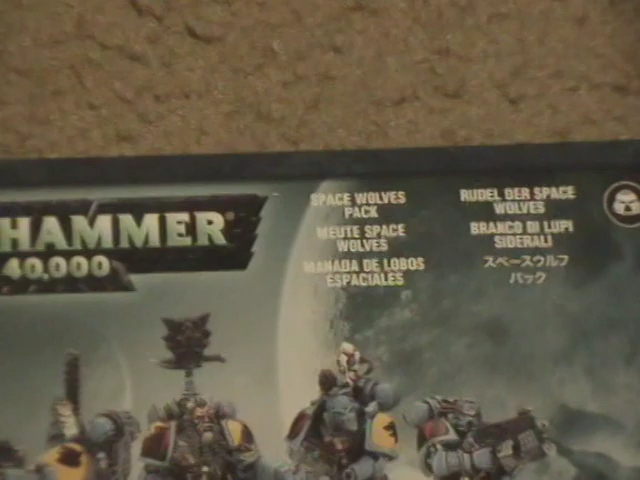 HAMMER
40,000
SPACE WOLVES
PACK
MEUTE SPACE
WOLVES
MANADA DE LOBOS
ESPACIALES
RUDEL DER SPACE
WOLVES
BRANCO DI LUPI
SIDERALI
スペースウルフ
パック